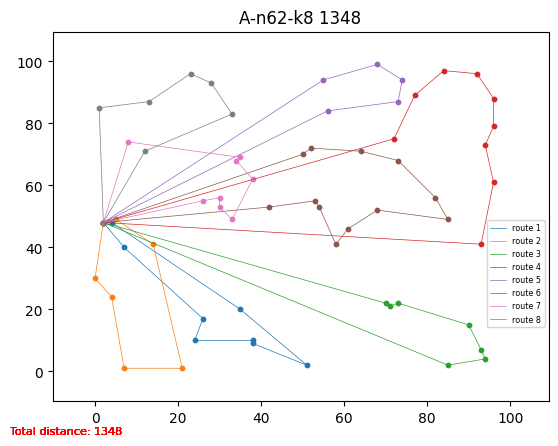 A-n62-k8 1348
100
80
60
40
20
0
0 20 40 60 80 100
route 1
route 2
route 3
route 4
route 5
route 6
route 7
route 8
Total distance: 1348